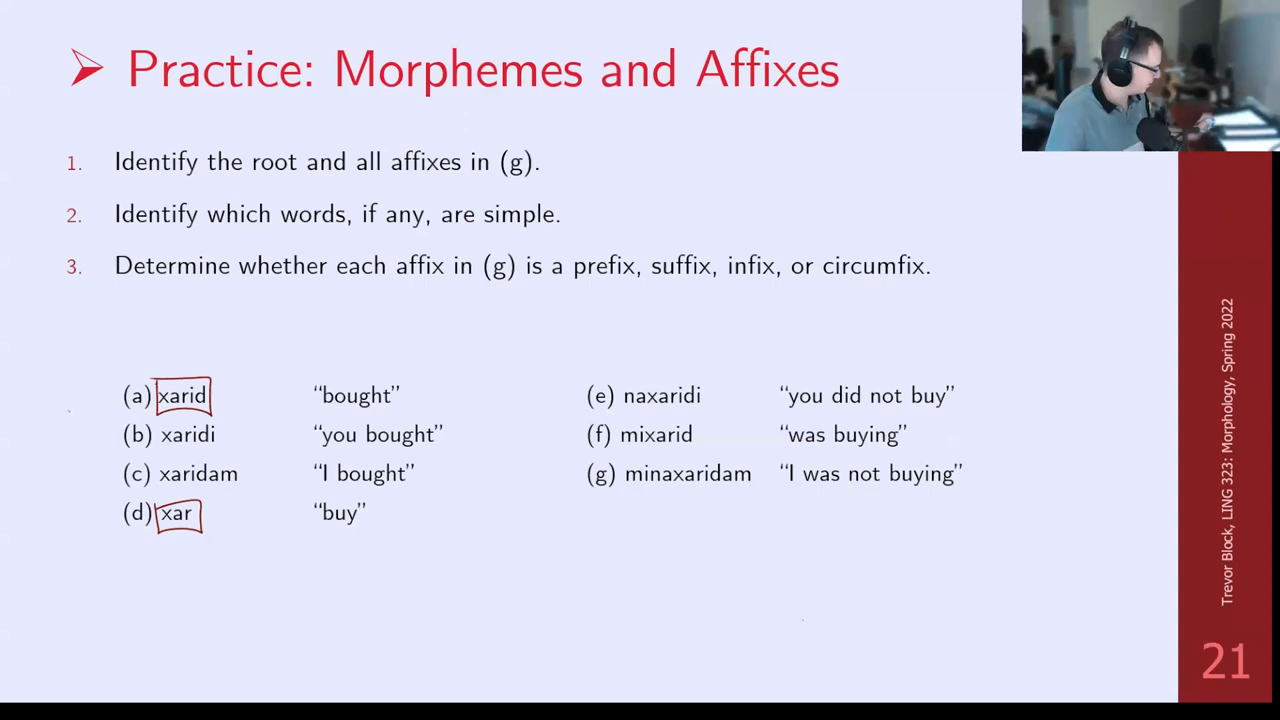 ➢ Practice: Morphemes and Affixes
1. Identify the root and all affixes in (g).
2. Identify which words, if any, are simple.
3. Determine whether each affix in (g) is a prefix, suffix, infix, or circumfix.
(a) xarid “bought”
(b) xaridi “you bought”
(c) xaridam “I bought”
(d) xar “buy”
(e) naxaridi “you did not buy”
(f) mixarid “was buying”
(g) minaxaridam “I was not buying”
Trevor Block, LING 323: Morphology, Spring 2022
21